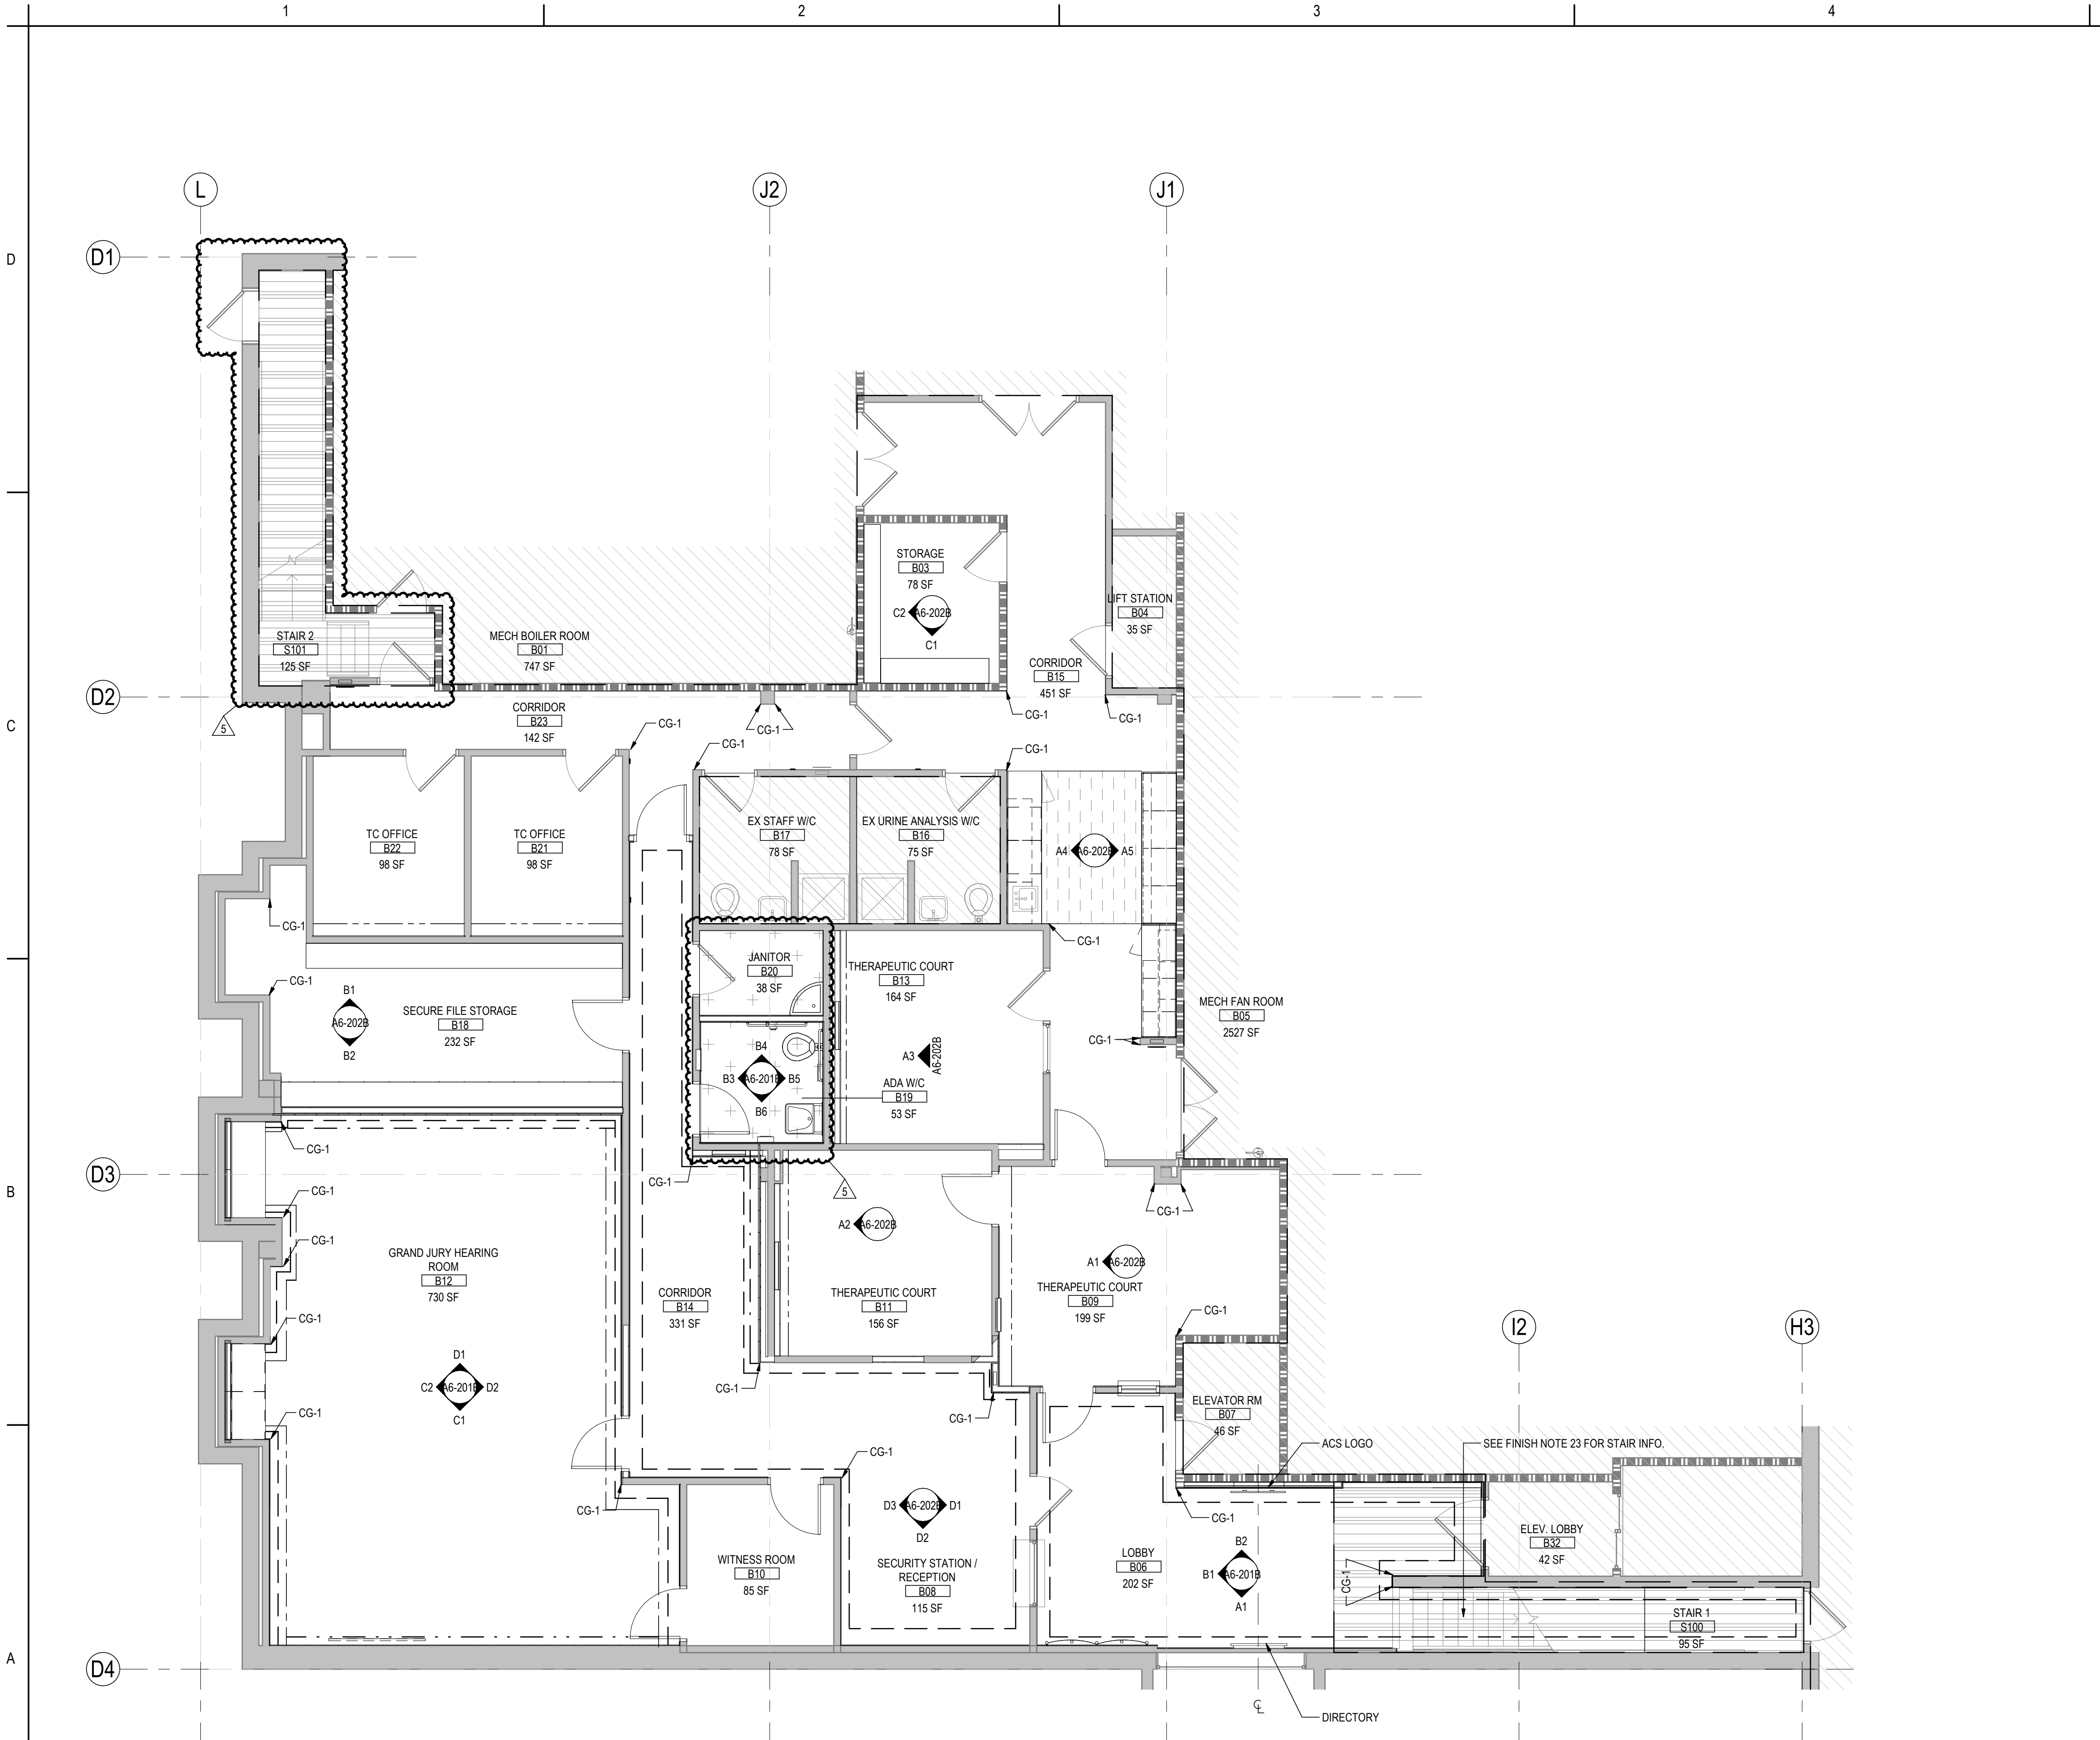 1
2
3
4
D
C
B
A
L
J2
J1
D1
D2
D3
D4
I2
H3
STORAGE
B03
78 SF
C2
A6-202B
C1
LIFT STATION
B04
35 SF
STAIR 2
S101
125 SF
MECH BOILER ROOM
B01
747 SF
CORRIDOR
B15
451 SF
CG-1
CG-1
5
CORRIDOR
B23
142 SF
CG-1
CG-1
CG-1
CG-1
TC OFFICE
B22
98 SF
TC OFFICE
B21
98 SF
EX STAFF W/C
B17
78 SF
EX URINE ANALYSIS W/C
B16
75 SF
A4
A6-202B
A5
CG-1
CG-1
JANITOR
B20
38 SF
THERAPEUTIC COURT
B13
164 SF
CG-1
B1
A6-202B
B2
SECURE FILE STORAGE
B18
232 SF
MECH FAN ROOM
B05
2527 SF
CG-1
B4
B3
A6-201B
B5
B6
A3
A6-202B
ADA W/C
B19
53 SF
CG-1
CG-1
5
CG-1
CG-1
CG-1
A2
A6-202B
A1
A6-202B
GRAND JURY HEARING
ROOM
B12
730 SF
CORRIDOR
B14
331 SF
THERAPEUTIC COURT
B11
156 SF
THERAPEUTIC COURT
B09
199 SF
CG-1
CG-1
D1
C2
A6-201B
D2
C1
CG-1
CG-1
CG-1
ELEVATOR RM
B07
46 SF
CG-1
ACS LOGO
SEE FINISH NOTE 23 FOR STAIR INFO.
CG-1
D3
A6-202B
D1
D2
CG-1
WITNESS ROOM
B10
85 SF
SECURITY STATION /
RECEPTION
B08
115 SF
LOBBY
B06
202 SF
B2
B1
A6-201B
A1
ELEV. LOBBY
B32
42 SF
CG-1
STAIR 1
S100
95 SF
DIRECTORY